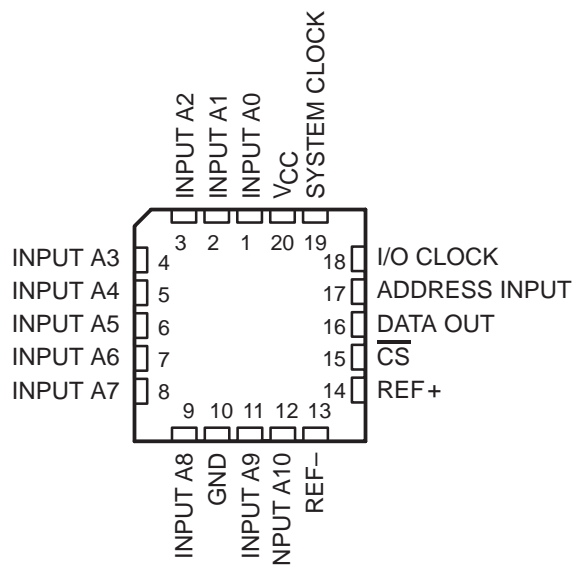 INPUT A2
INPUT A1
INPUT A0
VCC
SYSTEM CLOCK
3 2 1 20 19
INPUT A3 4
INPUT A4 5
INPUT A5 6
INPUT A6 7
INPUT A7 8
18 I/O CLOCK
17 ADDRESS INPUT
16 DATA OUT
15 C̅S̅
14 REF+
9 10 11 12 13
INPUT A8
GND
INPUT A9
NPUT A10
REF–